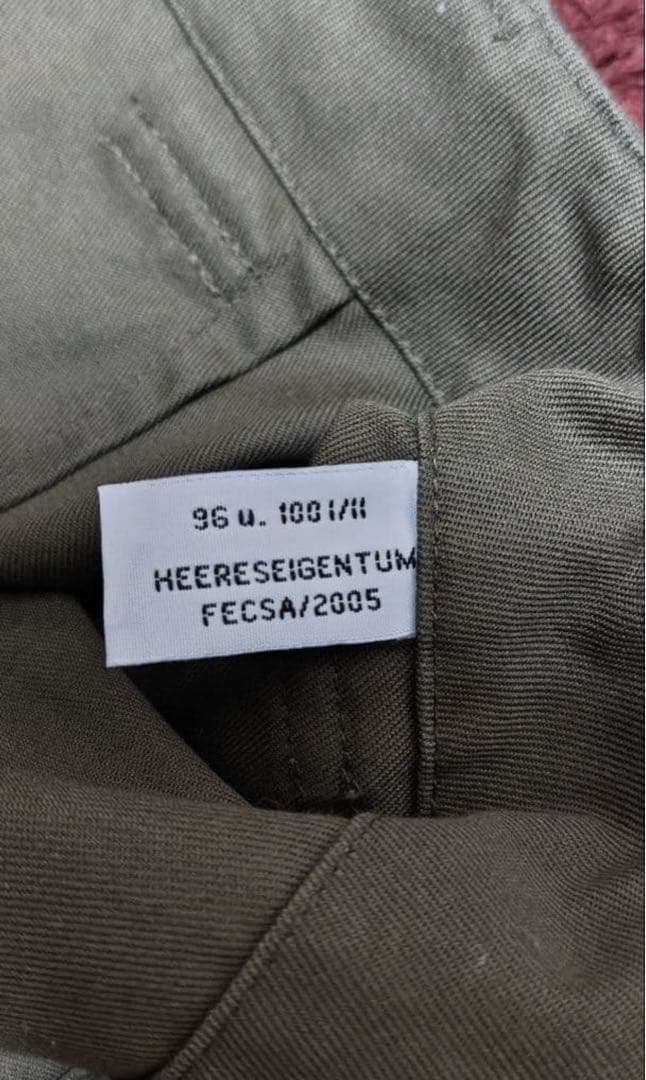 96 u. 100 I/II
HEERESEIGENTUM
FECSA/2005